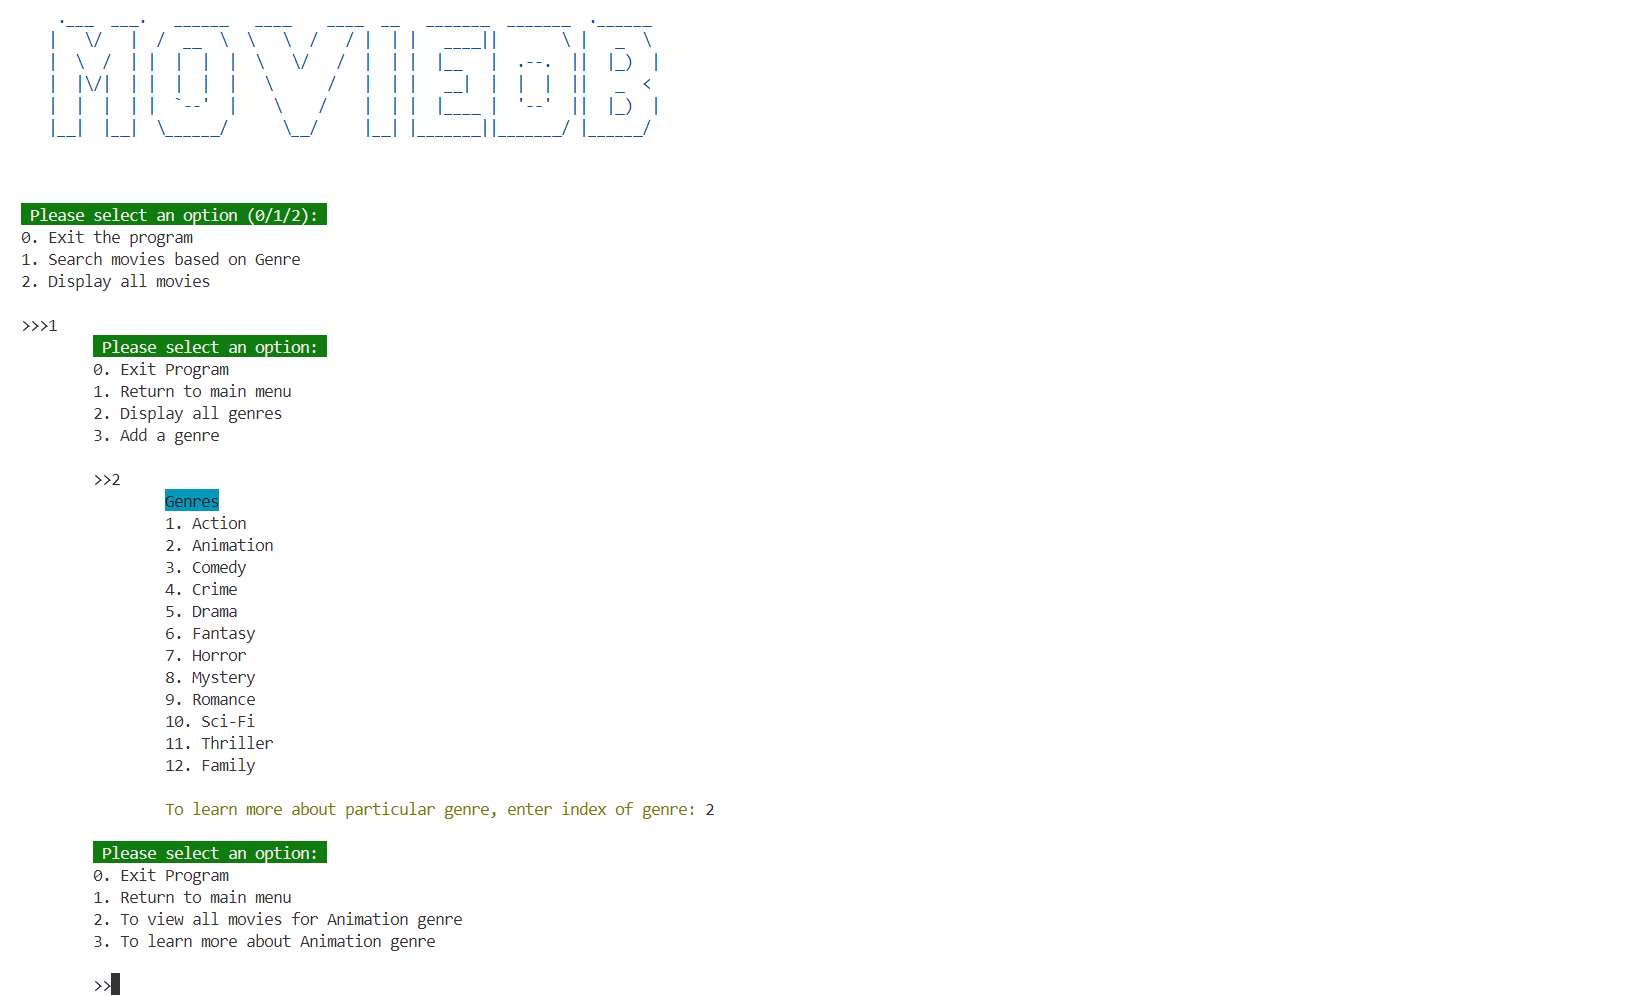 MOVIEDB
Please select an option (0/1/2):
0. Exit the program
1. Search movies based on Genre
2. Display all movies
>>>1
Please select an option:
0. Exit Program
1. Return to main menu
2. Display all genres
3. Add a genre
>>2
Genres
1. Action
2. Animation
3. Comedy
4. Crime
5. Drama
6. Fantasy
7. Horror
8. Mystery
9. Romance
10. Sci-Fi
11. Thriller
12. Family
To learn more about particular genre, enter index of genre: 2
Please select an option:
0. Exit Program
1. Return to main menu
2. To view all movies for Animation genre
3. To learn more about Animation genre
>>